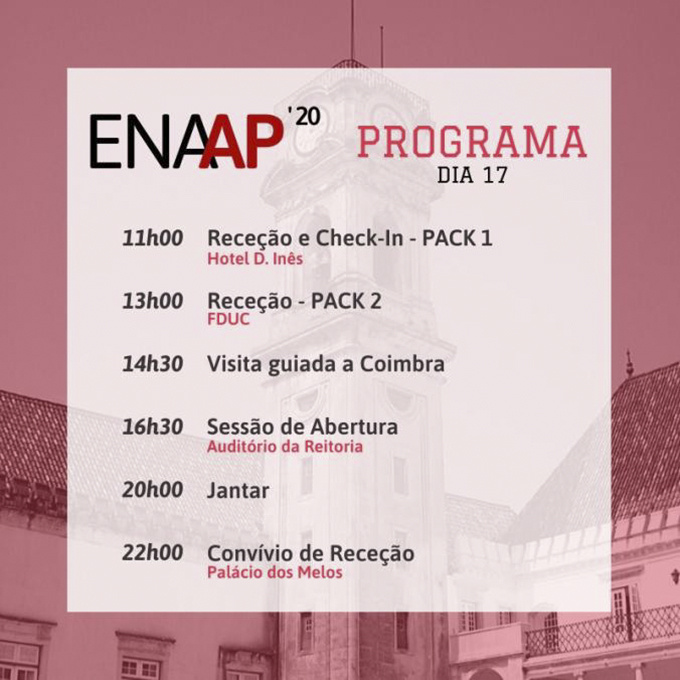 ENAAP '20
PROGRAMA
DIA 17
11h00 Receção e Check-In - PACK 1
Hotel D. Inês
13h00 Receção - PACK 2
FDUC
14h30 Visita guiada a Coimbra
16h30 Sessão de Abertura
Auditório da Reitoria
20h00 Jantar
22h00 Convívio de Receção
Palácio dos Melos